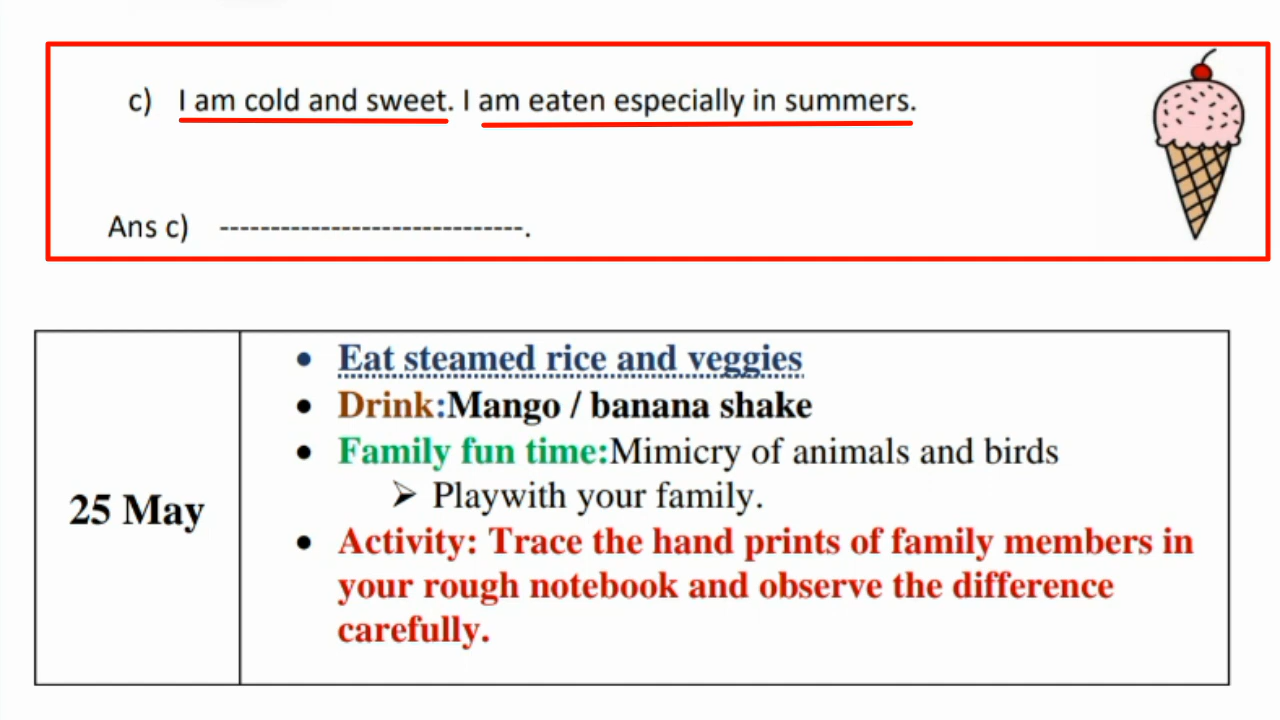 c) I am cold and sweet. I am eaten especially in summers.
Ans c) -----------------------------.
• Eat steamed rice and veggies
• Drink:Mango / banana shake
• Family fun time:Mimicry of animals and birds
➢ Playwith your family.
25 May
• Activity: Trace the hand prints of family members in
your rough notebook and observe the difference
carefully.